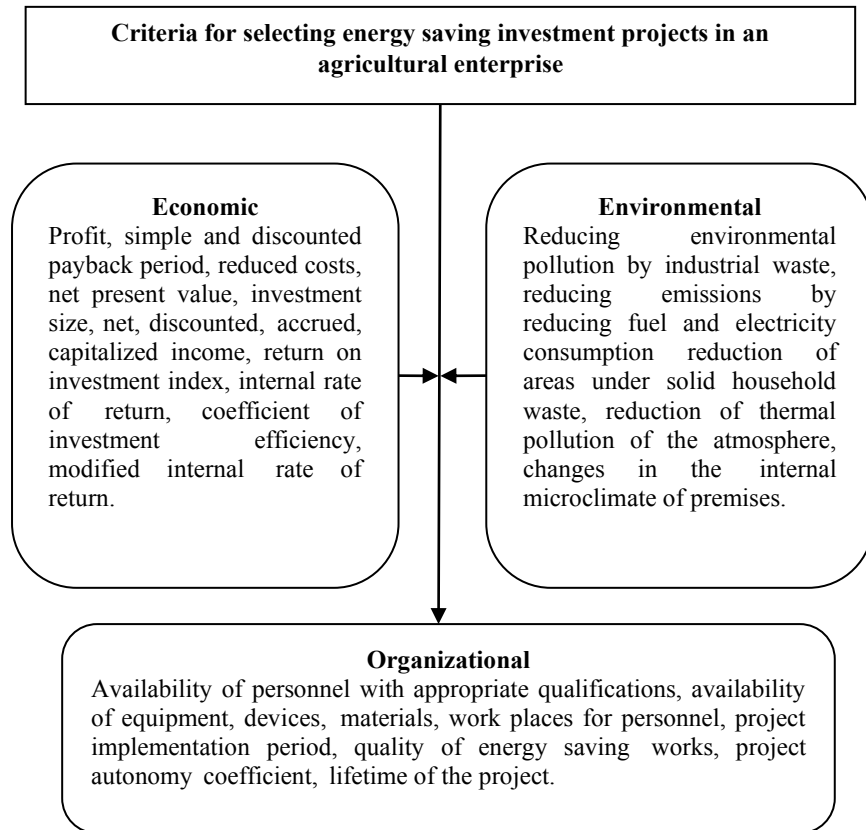 Criteria for selecting energy saving investment projects in an
agricultural enterprise
Economic
Profit, simple and discounted
payback period, reduced costs,
net present value, investment
size, net, discounted, accrued,
capitalized income, return on
investment index, internal rate
of return, coefficient of
investment efficiency,
modified internal rate of
return.
Environmental
Reducing environmental
pollution by industrial waste,
reducing emissions by
reducing fuel and electricity
consumption reduction of
areas under solid household
waste, reduction of thermal
pollution of the atmosphere,
changes in the internal
microclimate of premises.
Organizational
Availability of personnel with appropriate qualifications, availability
of equipment, devices, materials, work places for personnel, project
implementation period, quality of energy saving works, project
autonomy coefficient, lifetime of the project.